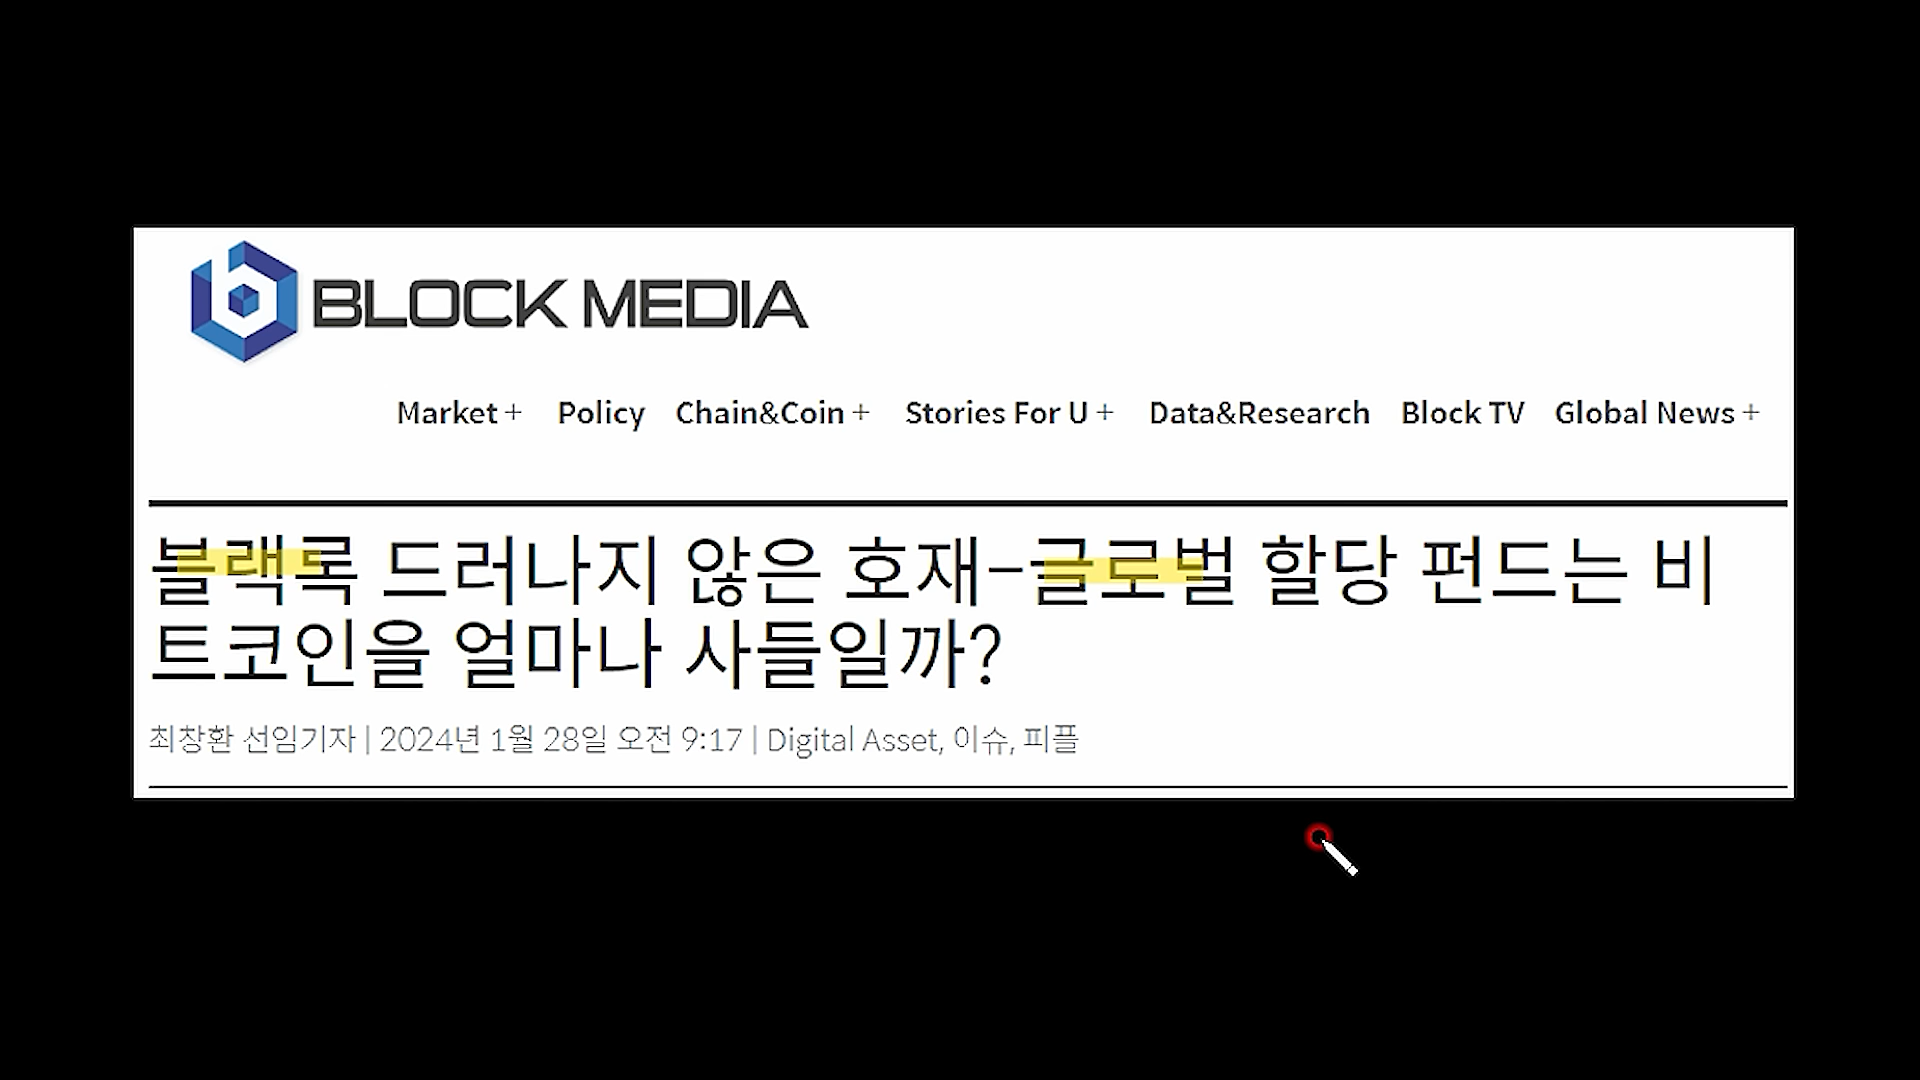 BLOCK MEDIA
Market + Policy Chain&Coin + Stories For U + Data&Research Block TV Global News +
블랙록 드러나지 않은 호재-글로벌 할당 펀드는 비
트코인을 얼마나 사들일까?
최창환 선임기자 | 2024년 1월 28일 오전 9:17 | Digital Asset, 이슈, 피플